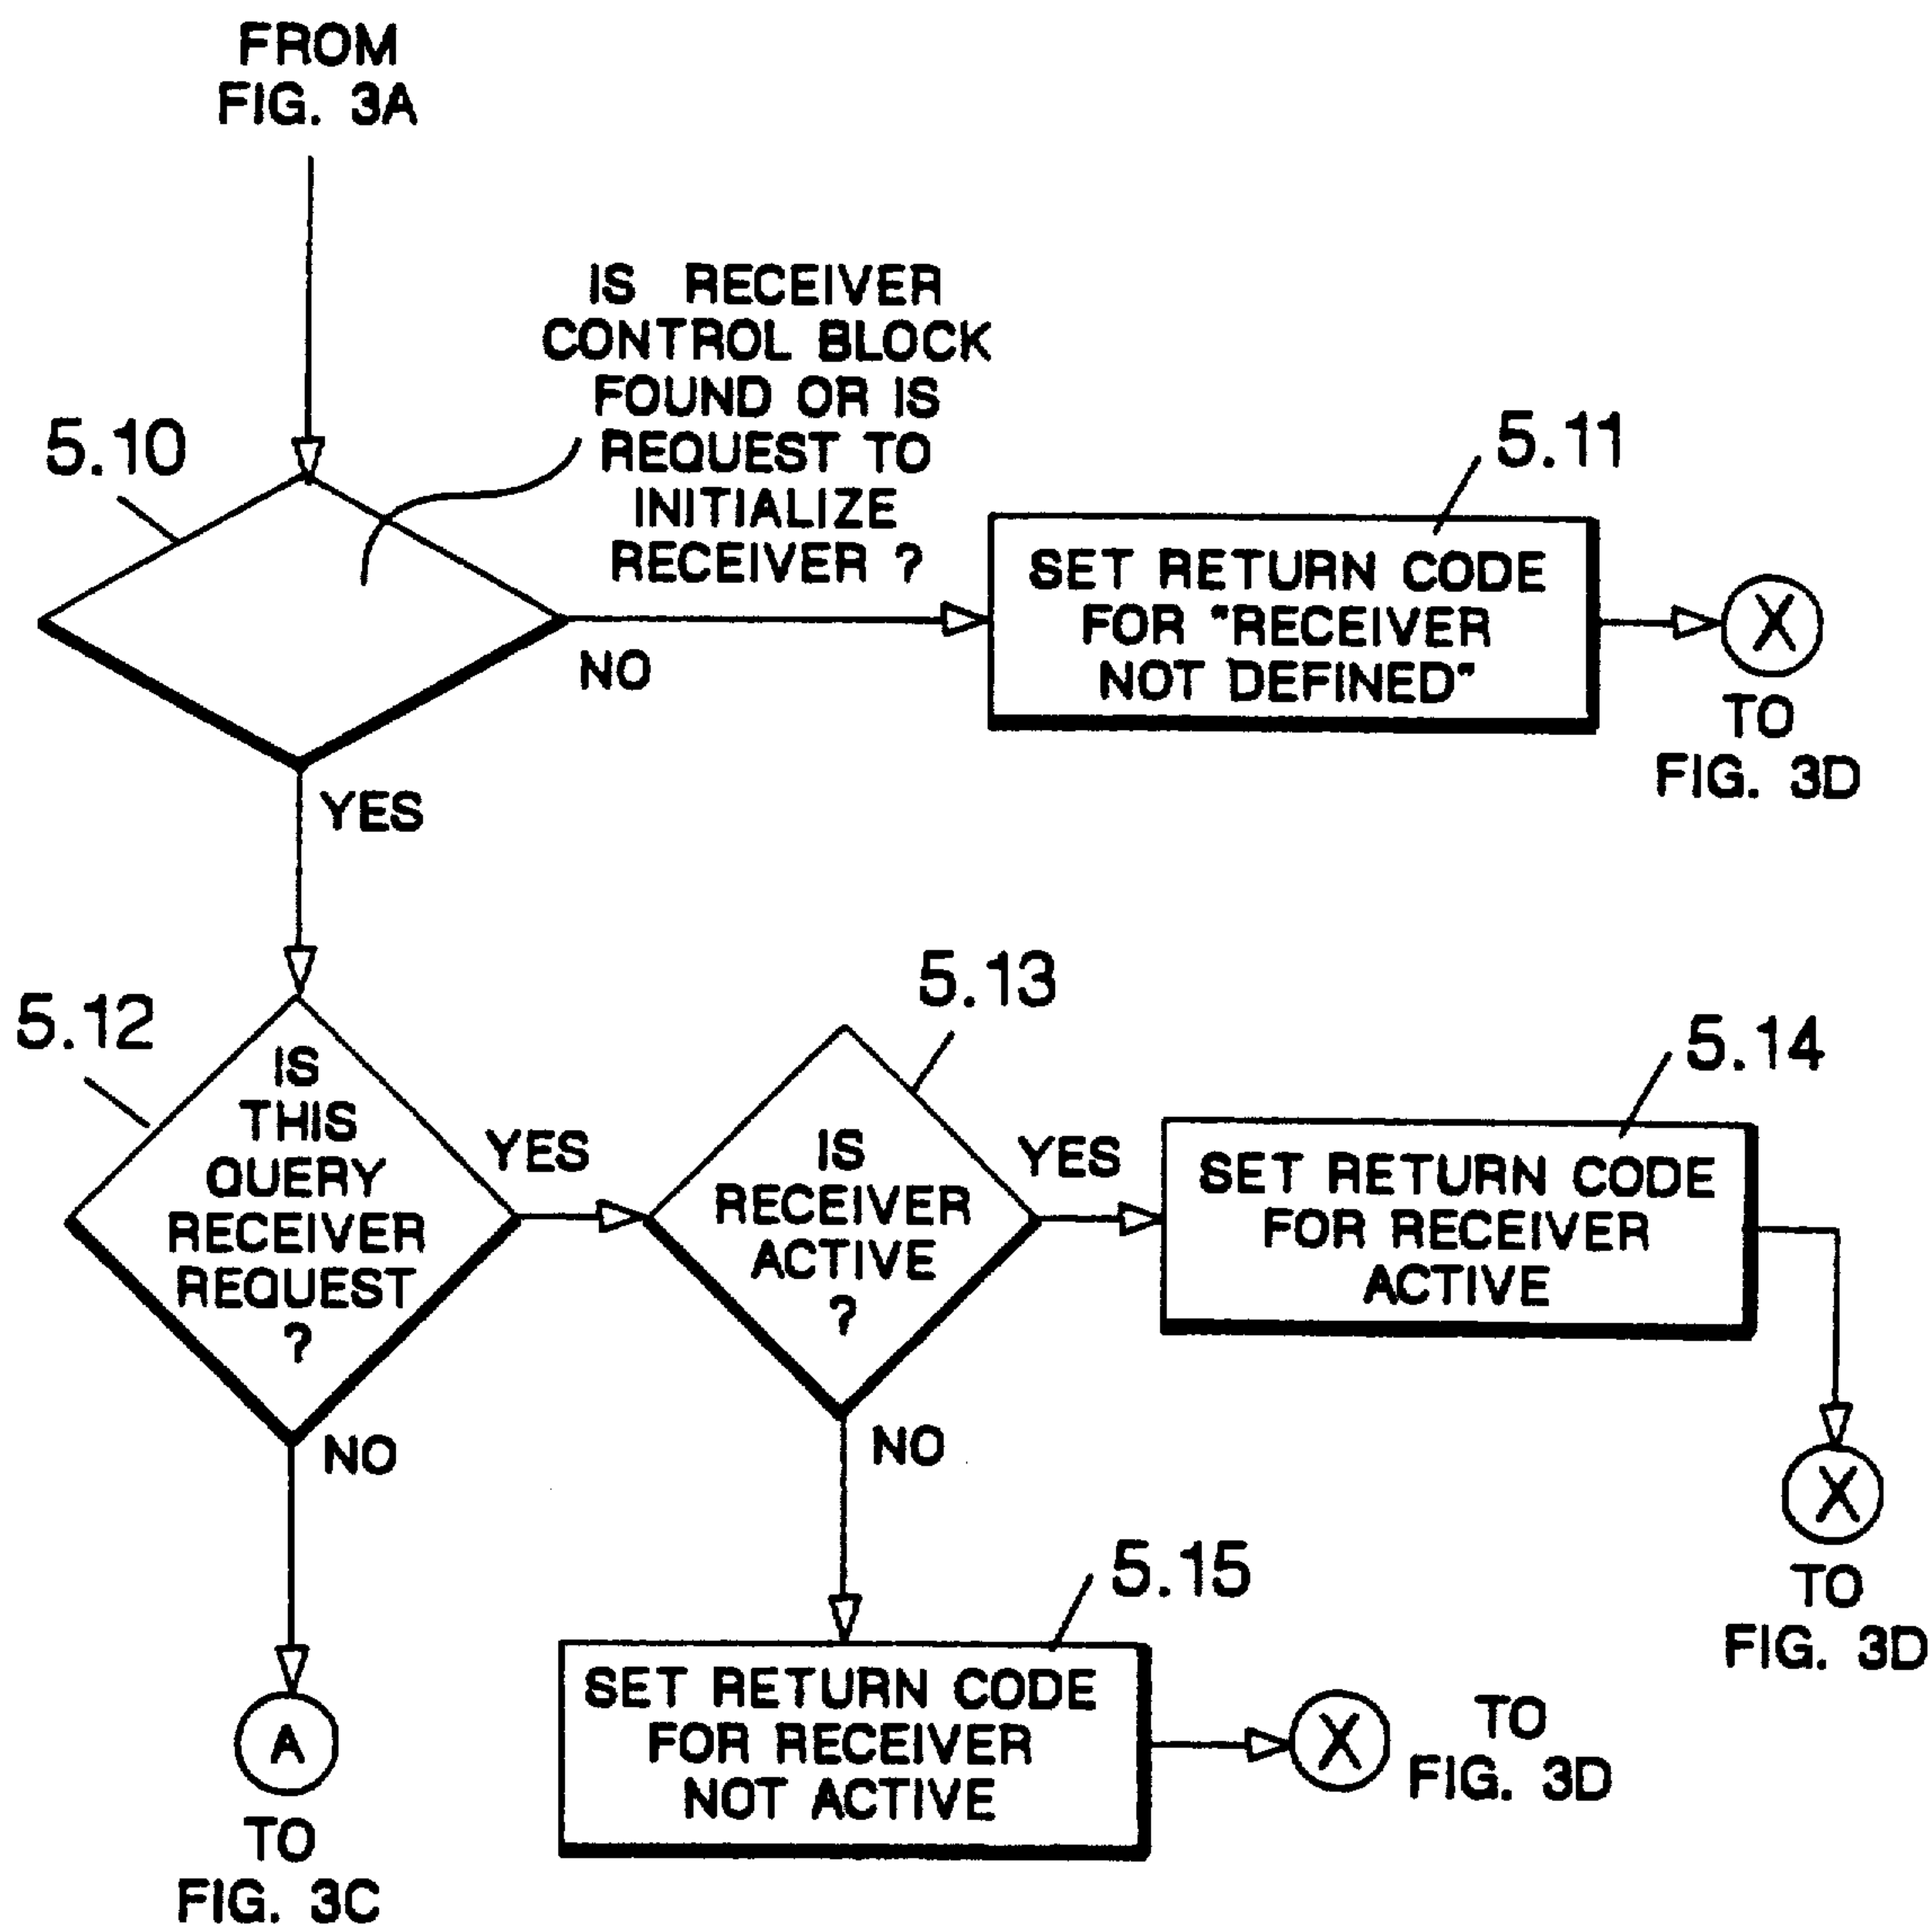 FROM
FIG. 3A
IS RECEIVER
CONTROL BLOCK
FOUND OR IS
REQUEST TO
INITIALIZE
RECEIVER ?
5.10
5.11
SET RETURN CODE
FOR "RECEIVER
NOT DEFINED"
X
TO
FIG. 3D
NO
YES
5.12
IS
THIS
QUERY
RECEIVER
REQUEST
?
YES
5.13
IS
RECEIVER
ACTIVE
?
YES
5.14
SET RETURN CODE
FOR RECEIVER
ACTIVE
X
TO
FIG. 3D
NO
NO
5.15
SET RETURN CODE
FOR RECEIVER
NOT ACTIVE
X
TO
FIG. 3D
A
TO
FIG. 3C